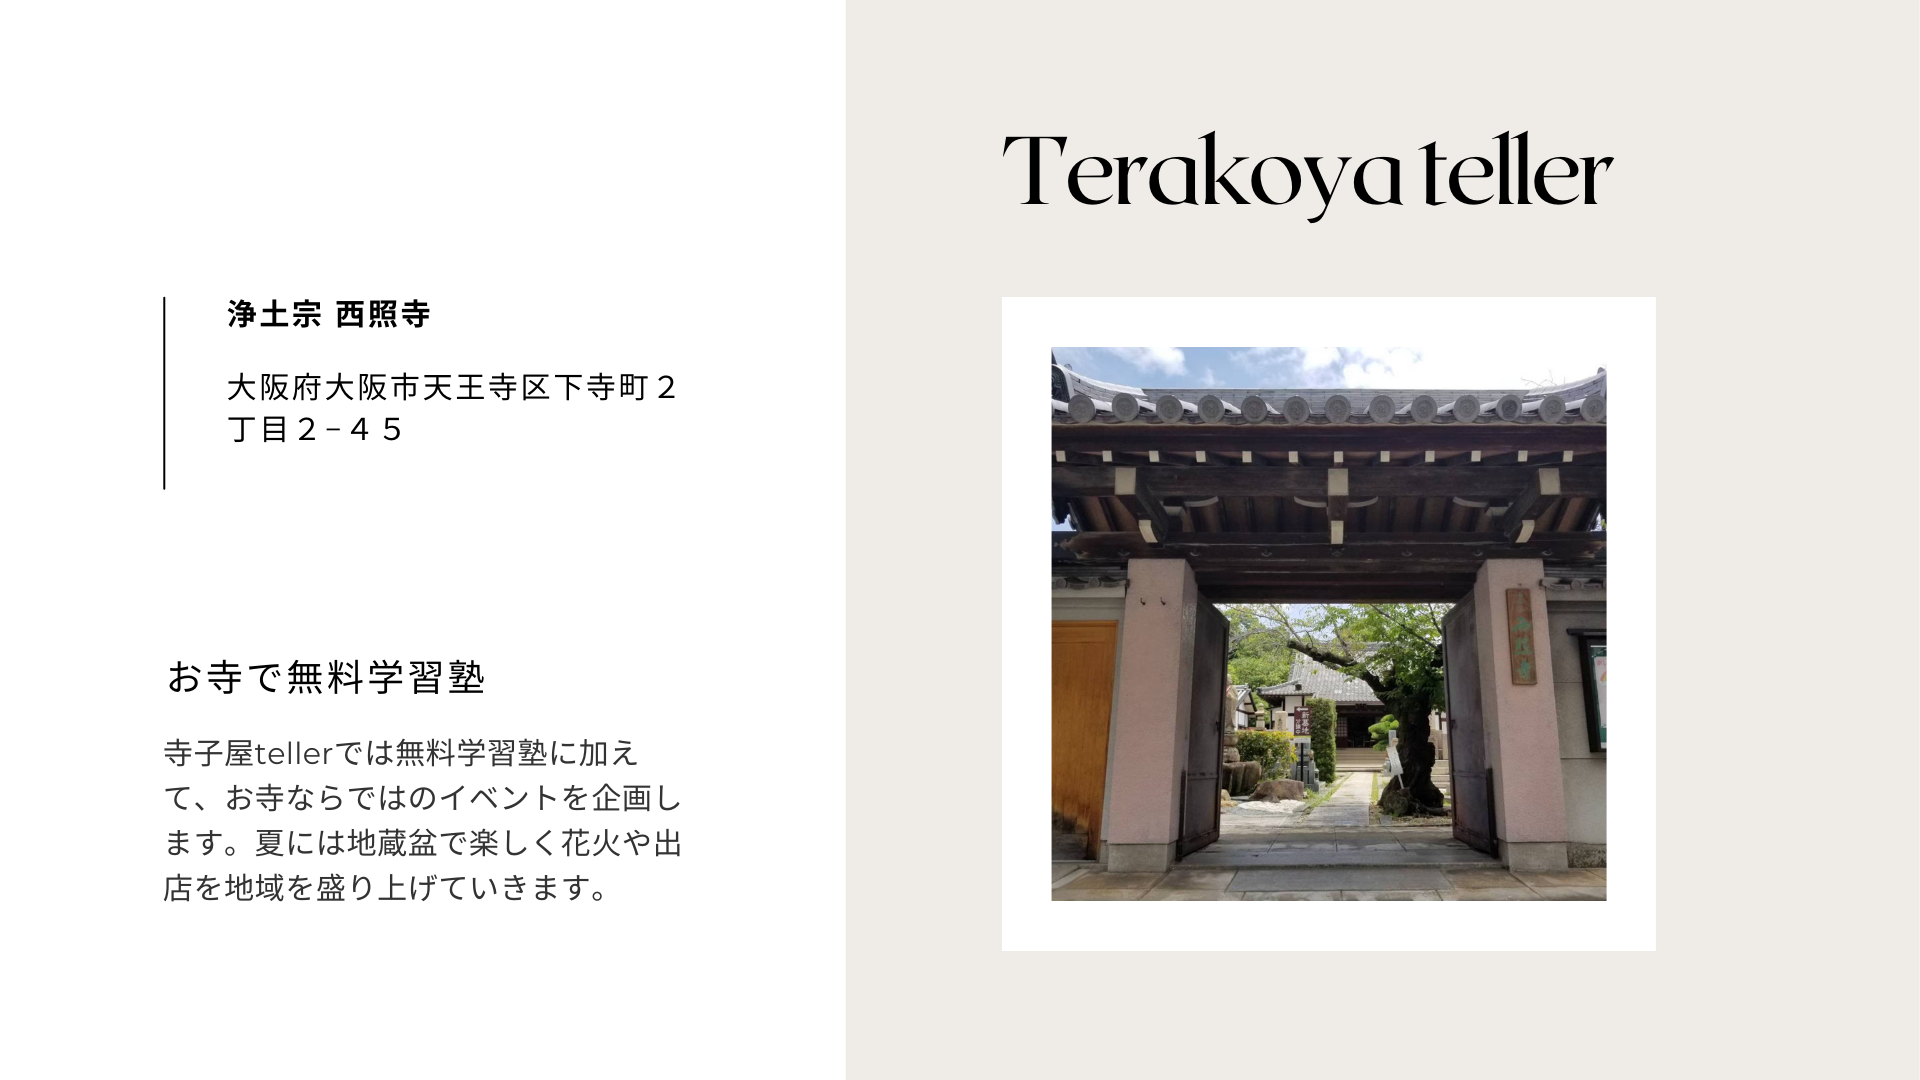 Terakoya teller
浄土宗 西照寺
大阪府大阪市天王寺区下寺町２
丁目２−４５
お寺で無料学習塾
寺子屋tellerでは無料学習塾に加え
て、お寺ならではのイベントを企画し
ます。夏には地蔵盆で楽しく花火や出
店を地域を盛り上げていきます。